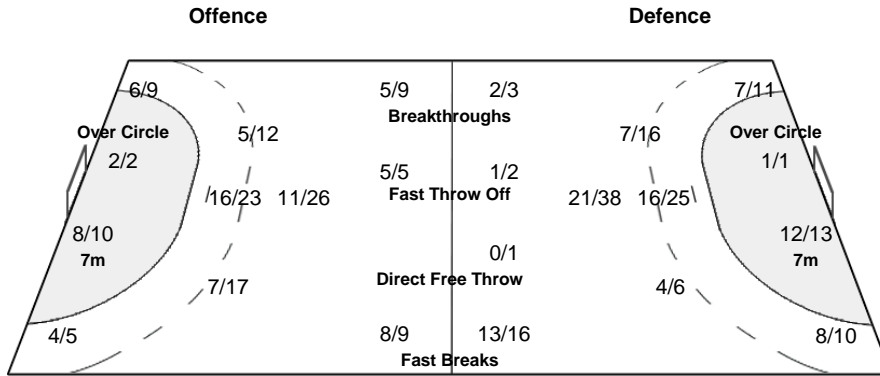 Offence Defence
6/9 5/9 2/3 7/11
Breakthroughs
Over Circle 5/12 7/16 Over Circle
2/2 5/5 1/2 1/1
Fast Throw Off
16/23 11/26 21/38 16/25
8/10 12/13
0/1
7m 7m
Direct Free Throw
7/17 4/6
4/5 8/9 13/16 8/10
Fast Breaks